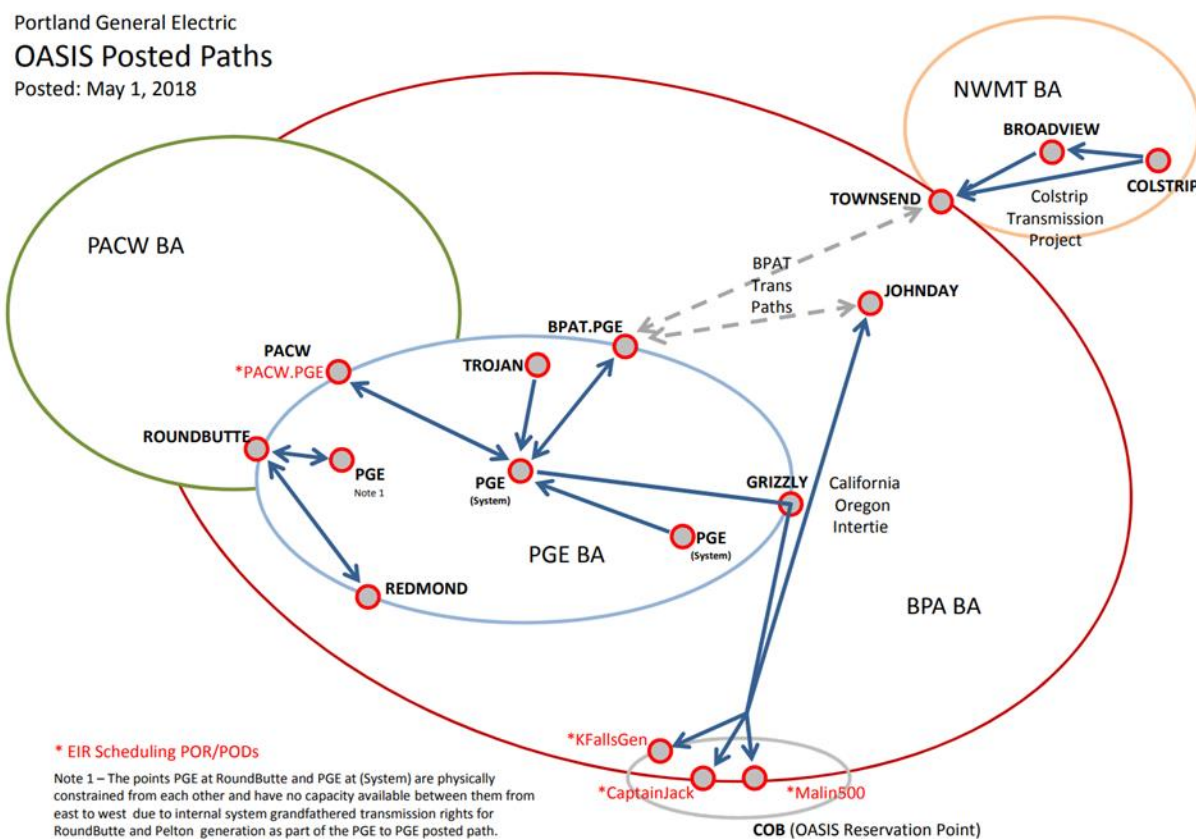 Portland General Electric
OASIS Posted Paths
Posted: May 1, 2018
NWMT BA
BROADVIEW
COLSTRIP
TOWNSEND
Colstrip
Transmission
Project
PACW BA
BPAT
Trans
Paths
JOHNDAY
BPAT.PGE
PACW
*PACW.PGE
TROJAN
ROUNDBUTTE
PGE
Note 1
PGE
(System)
GRIZZLY
California
Oregon
Intertie
PGE
(System)
PGE BA
REDMOND
BPA BA
*KFallsGen
*CaptainJack
*Malin500
COB (OASIS Reservation Point)
* EIR Scheduling POR/PODs
Note 1 – The points PGE at RoundButte and PGE at (System) are physically
constrained from each other and have no capacity available between them from
east to west due to internal system grandfathered transmission rights for
RoundButte and Pelton generation as part of the PGE to PGE posted path.